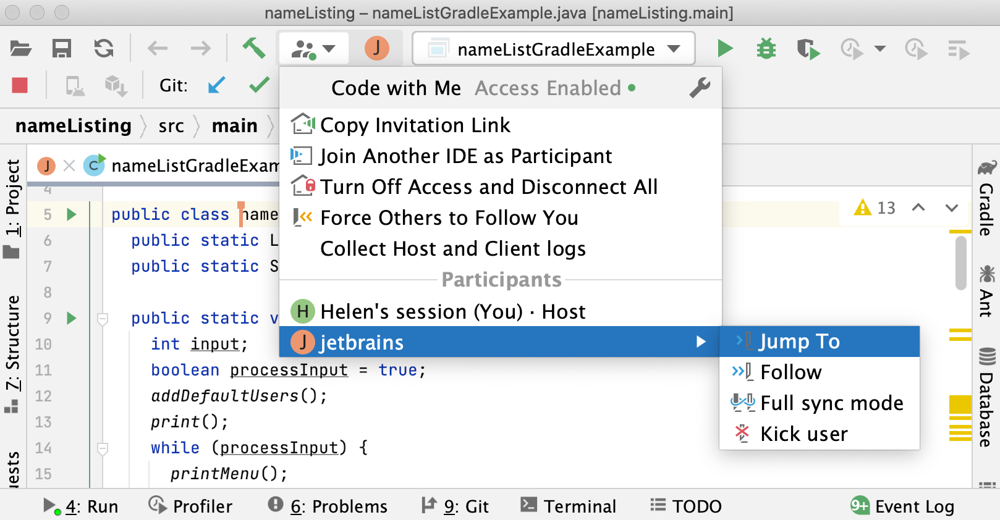 nameListing – nameListGradleExample.java [nameListing.main]
J nameListGradleExample
Git:
Code with Me Access Enabled
nameListing src main
Copy Invitation Link
Join Another IDE as Participant
Turn Off Access and Disconnect All
Force Others to Follow You
Collect Host and Client logs
Participants
H Helen's session (You) · Host
J jetbrains
Jump To
Follow
Full sync mode
Kick user
1: Project
7: Structure
J C nameListGradleExam
4
5 public class name
6 public static L
7 public static S
8
9 public static v
10 int input;
11 boolean processInput = true;
12 addDefaultUsers();
13 print();
14 while (processInput) {
15 printMenu();
13
Gradle
Ant
Database
4: Run Profiler 6: Problems 9: Git Terminal TODO 9+ Event Log